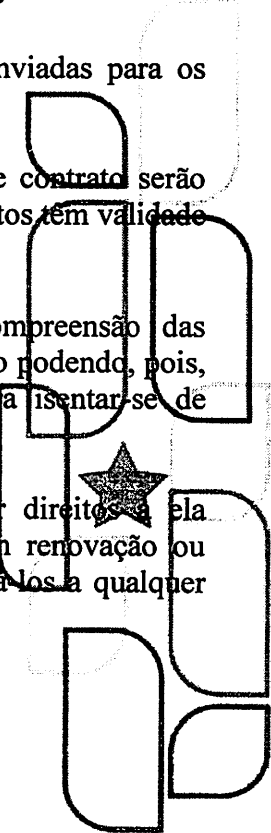 nviadas para os
e contrato serão
tos têm validade
ompreensão das
o podendo, pois,
a isentar-se de
r direitos a ela
n renovação ou
á-los a qualquer